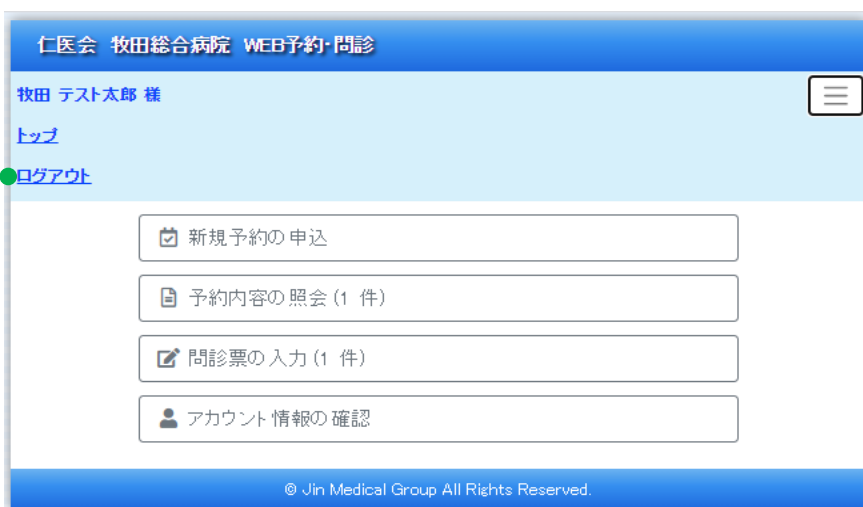 仁医会 牧田総合病院 WEB予約・問診
牧田 テスト太郎 様
トップ
ログアウト
新規予約の申込
予約内容の照会(1 件)
問診票の入力(1 件)
アカウント情報の確認
© Jin Medical Group All Rights Reserved.